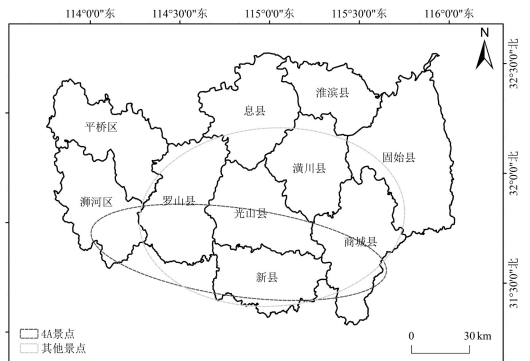 114°0'0"东 114°30'0"东 115°0'0"东 115°30'0"东 116°0'0"东
N
32°30'0"北
淮滨县
息县
平桥区
固始县
潢川县
32°0'0"北
浉河区
罗山县
光山县
商城县
新县
31°30'0"北
4A景点
其他景点
0 30 km